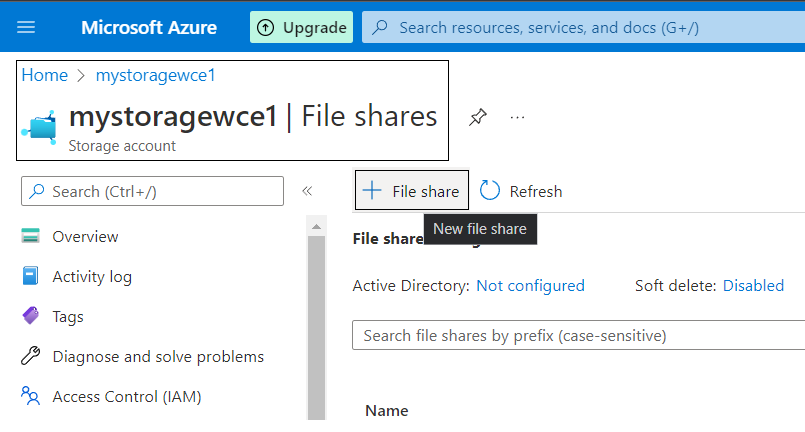 Microsoft Azure Upgrade Search resources, services, and docs (G+/)
Home > mystoragewce1
mystoragewce1 | File shares ...
Storage account
Search (Ctrl+/) «
Overview
Activity log
Tags
Diagnose and solve problems
Access Control (IAM)
+ File share Refresh
New file share
File share
Active Directory: Not configured Soft delete: Disabled
Search file shares by prefix (case-sensitive)
Name